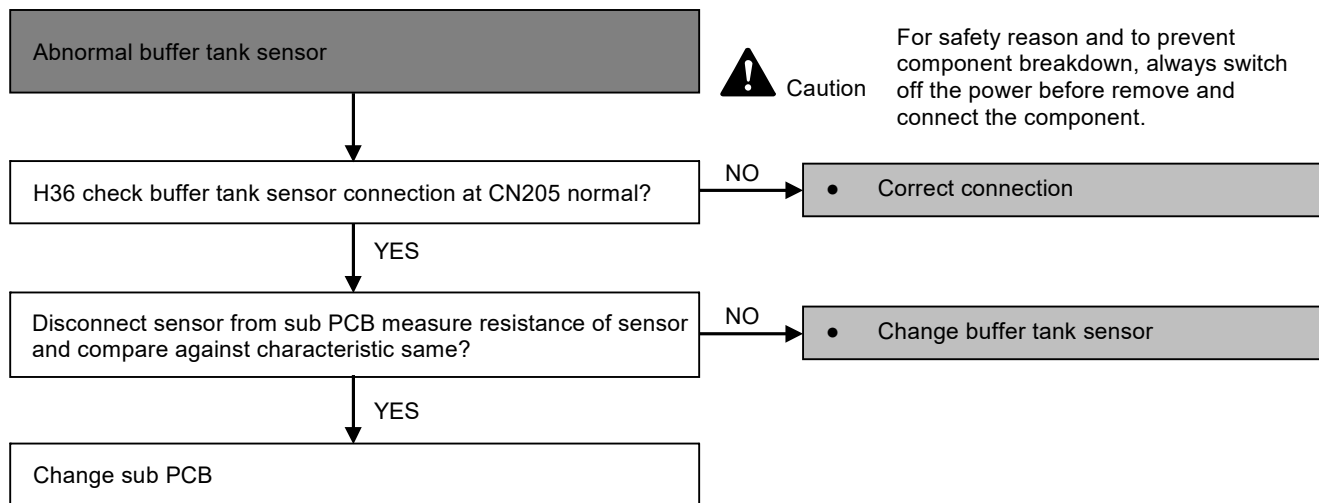 Abnormal buffer tank sensor
Caution
For safety reason and to prevent
component breakdown, always switch
off the power before remove and
connect the component.
H36 check buffer tank sensor connection at CN205 normal?
NO
• Correct connection
YES
Disconnect sensor from sub PCB measure resistance of sensor
and compare against characteristic same?
NO
• Change buffer tank sensor
YES
Change sub PCB